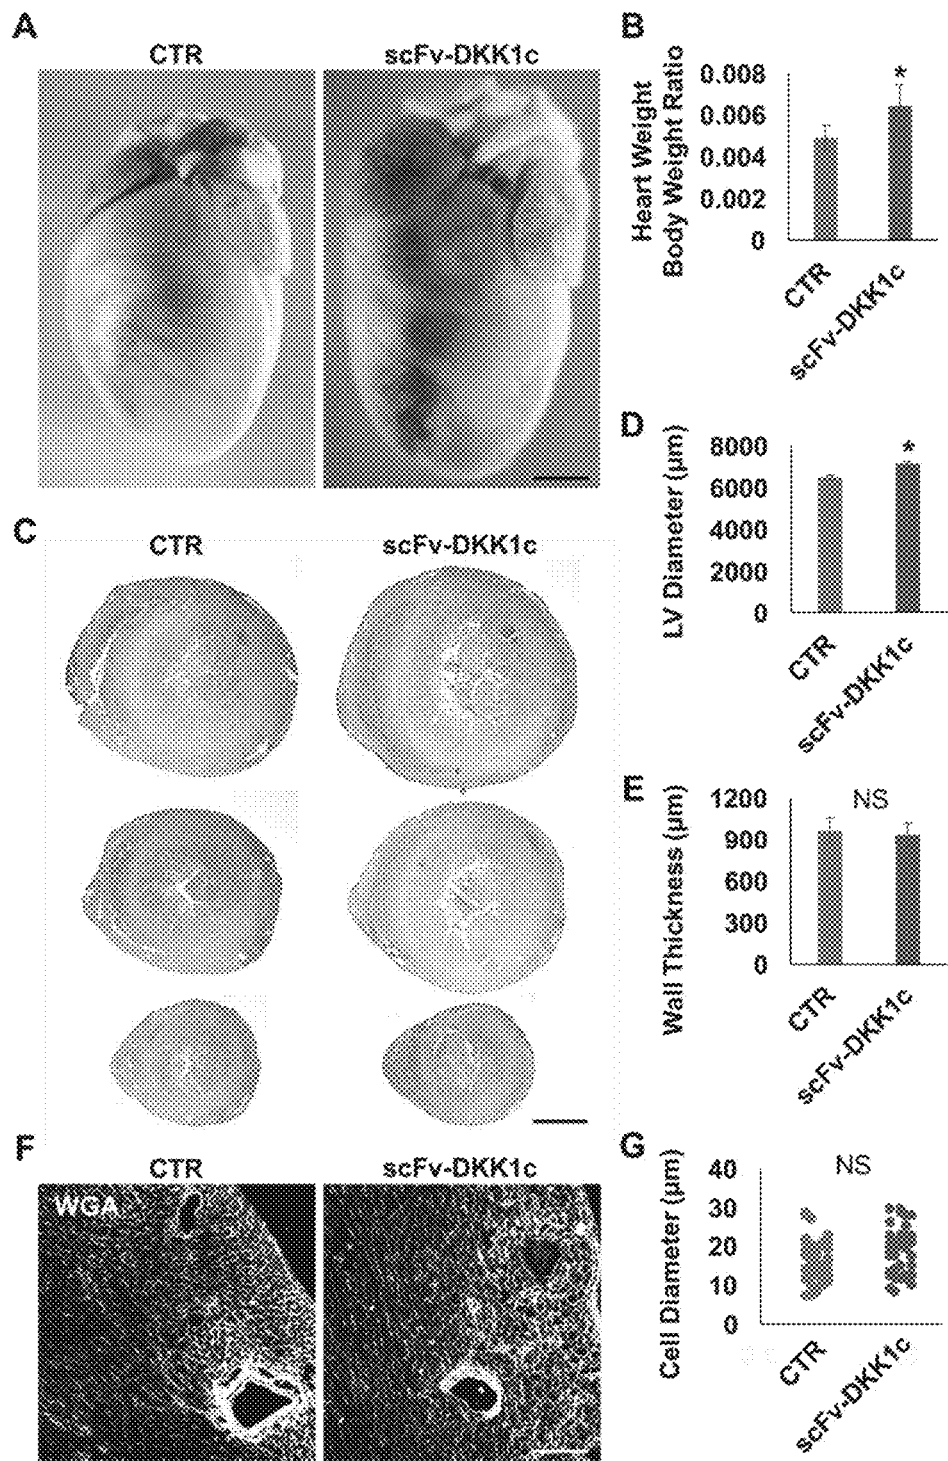 A
CTR
scFv-DKK1c
B
Heart Weight
Body Weight Ratio
0.008
0.006
0.004
0.002
0
*
CTR
scFv-DKK1c
C
CTR
scFv-DKK1c
D
LV Diameter (µm)
8000
6000
4000
2000
0
*
CTR
scFv-DKK1c
E
Wall Thickness (µm)
1200
900
600
300
0
NS
CTR
scFv-DKK1c
F
CTR
scFv-DKK1c
WGA
G
Cell Diameter (µm)
40
30
20
10
0
NS
CTR
scFv-DKK1c